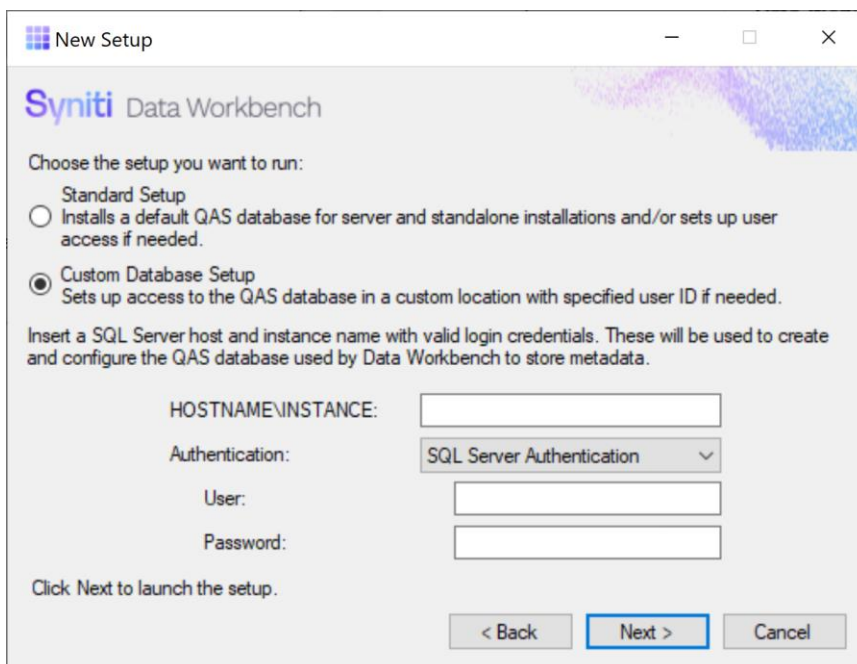 New Setup
Syniti Data Workbench
Choose the setup you want to run:
Standard Setup
Installs a default QAS database for server and standalone installations and/or sets up user
access if needed.
Custom Database Setup
Sets up access to the QAS database in a custom location with specified user ID if needed.
Insert a SQL Server host and instance name with valid login credentials. These will be used to create
and configure the QAS database used by Data Workbench to store metadata.
HOSTNAME\INSTANCE:
Authentication: SQL Server Authentication
User:
Password:
Click Next to launch the setup.
< Back Next > Cancel